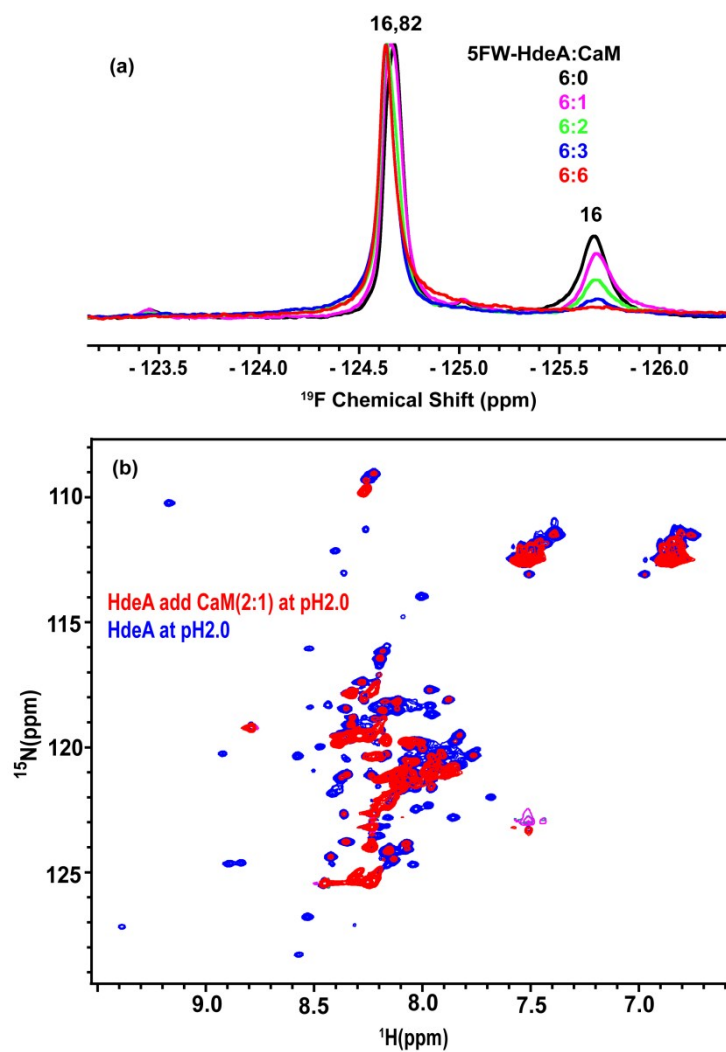 16,82
(a)
5FW-HdeA:CaM
6:0
6:1
6:2
6:3
6:6
16
- 123.5 - 124.0 - 124.5 - 125.0 - 125.5 - 126.0
19F Chemical Shift (ppm)
(b)
110
HdeA add CaM(2:1) at pH2.0
HdeA at pH2.0
115
15N(ppm)
120
125
9.0 8.5 8.0 7.5 7.0
1H(ppm)